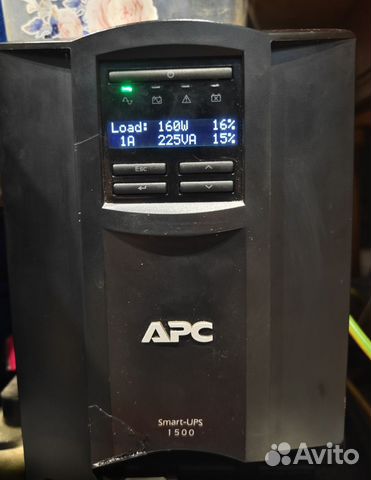 Load: 160W 16%
1A 225VA 15%
Esc
APC
Smart-UPS
1500
Avito